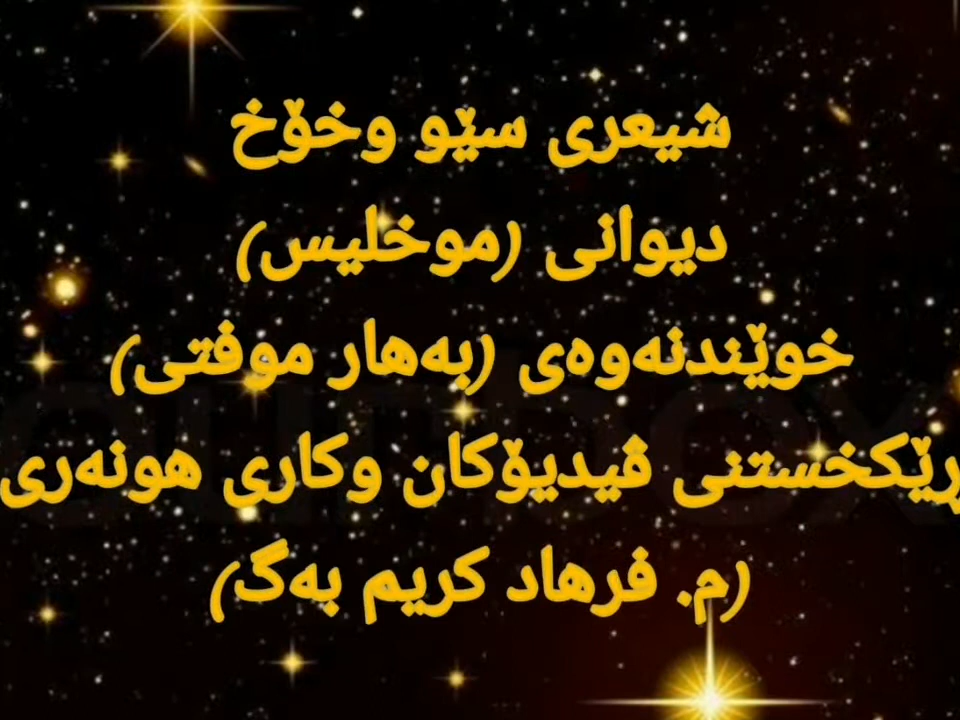 شیعری سێو وخۆخ
دیوانی (موخلیس)
خوێندنەوەی (بەهار موفتی)
ڕێکخستنی ڤیدیۆکان وکاری هونەری
(م. فرهاد کریم بەگ)